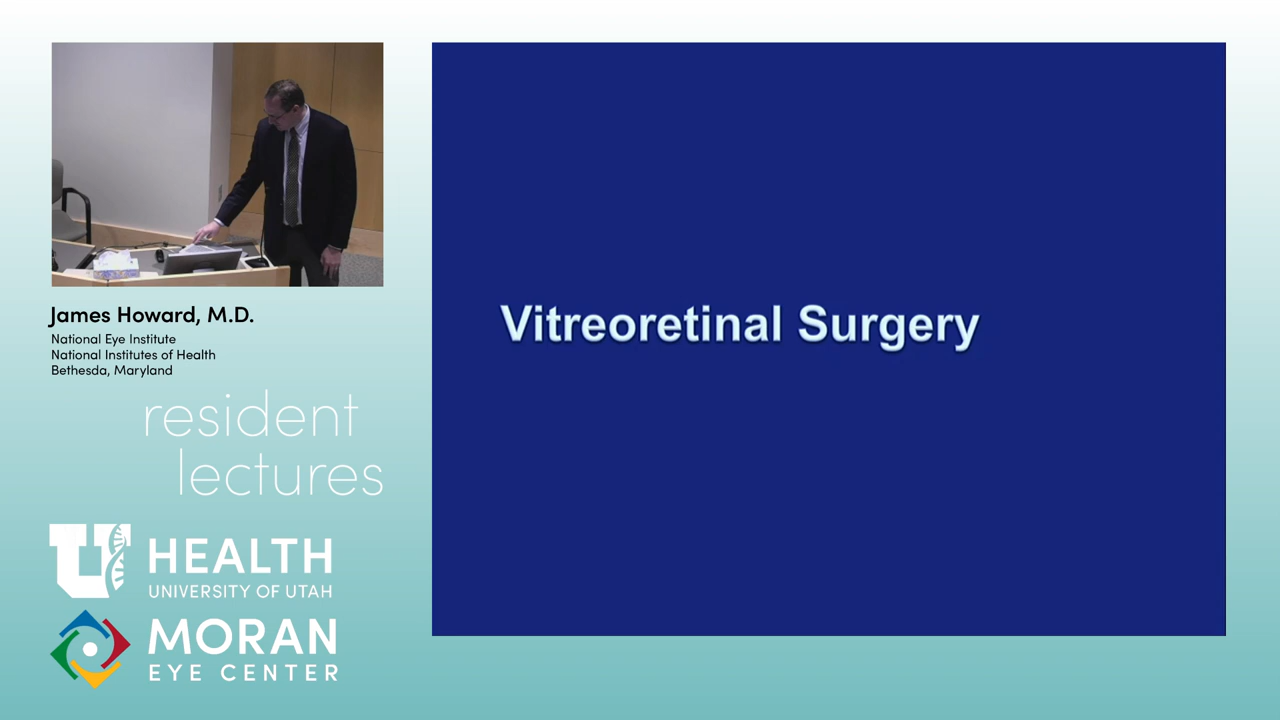 James Howard, M.D.
National Eye Institute
National Institutes of Health
Bethesda, Maryland
resident
lectures
U HEALTH
UNIVERSITY OF UTAH
MORAN
EYE CENTER
Vitreoretinal Surgery